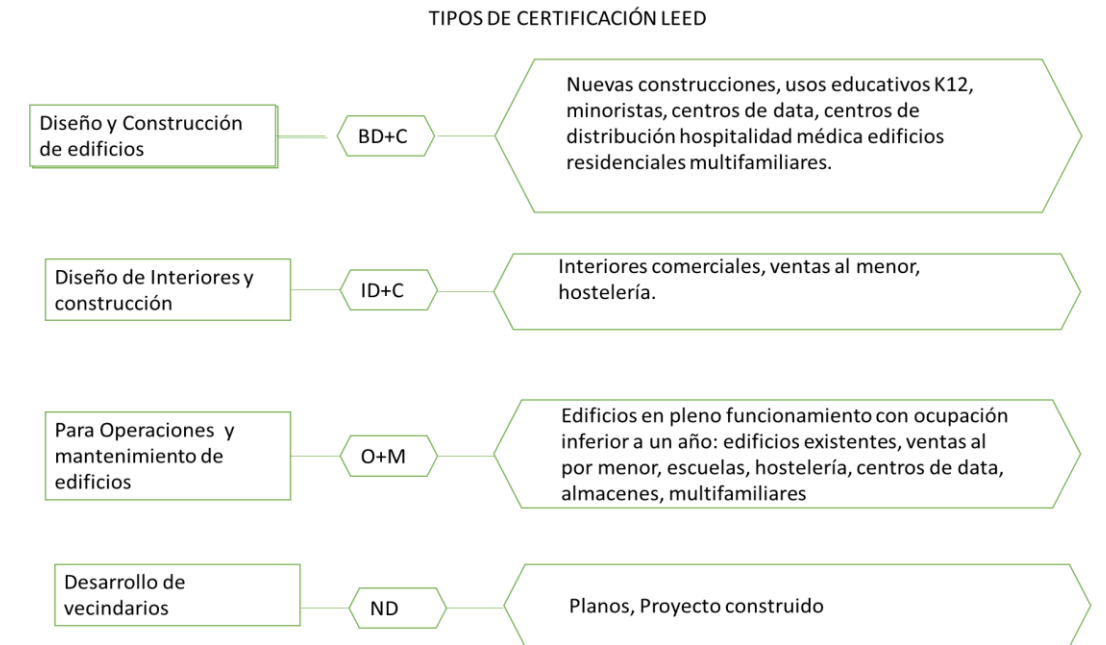 TIPOS DE CERTIFICACIÓN LEED
Diseño y Construcción
de edificios
BD+C
Nuevas construcciones, usos educativos K12,
minoristas, centros de data, centros de
distribución hospitalidad médica edificios
residenciales multifamiliares.
Diseño de Interiores y
construcción
ID+C
Interiores comerciales, ventas al menor,
hostelería.
Para Operaciones y
mantenimiento de
edificios
O+M
Edificios en pleno funcionamiento con ocupación
inferior a un año: edificios existentes, ventas al
por menor, escuelas, hostelería, centros de data,
almacenes, multifamiliares
Desarrollo de
vecindarios
ND
Planos, Proyecto construido